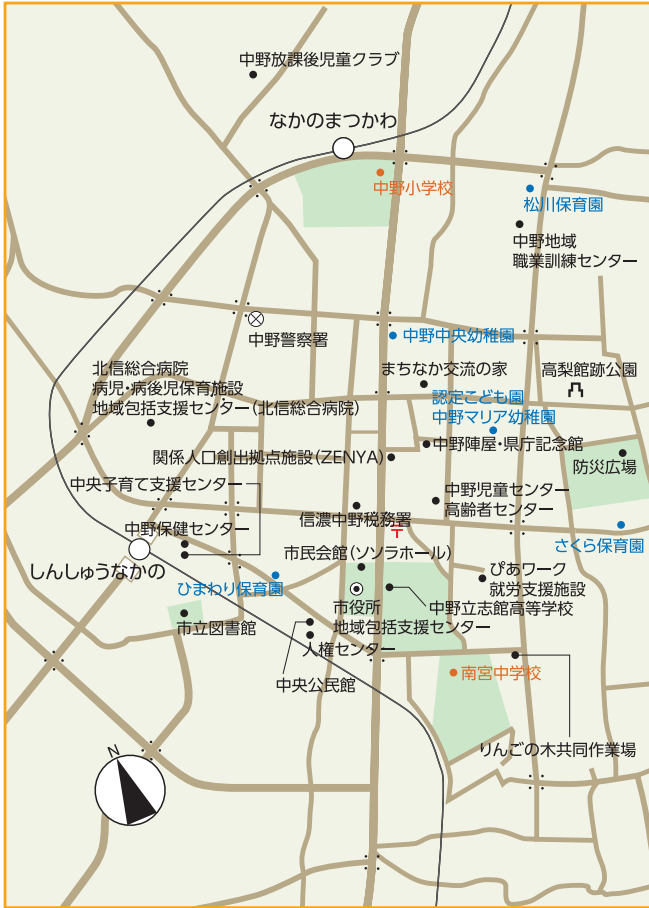 中野放課後児童クラブ
なかのまつかわ
中野小学校
松川保育園
中野地域
職業訓練センター
中野警察署
中野中央幼稚園
北信総合病院
病児・病後児保育施設
地域包括支援センター(北信総合病院)
まちなか交流の家
高梨館跡公園
認定こども園
中野マリア幼稚園
中野陣屋・県庁記念館
関係人口創出拠点施設(ZENYA)
防災広場
中央子育て支援センター
中野児童センター
高齢者センター
信濃中野税務署
〒
中野保健センター
さくら保育園
しんしゅうなかの
市民会館(ソソラホール)
ぴあワーク
就労支援施設
ひまわり保育園
市役所
地域包括支援センター
中野立志館高等学校
市立図書館
人権センター
中央公民館
南宮中学校
りんごの木共同作業場
N